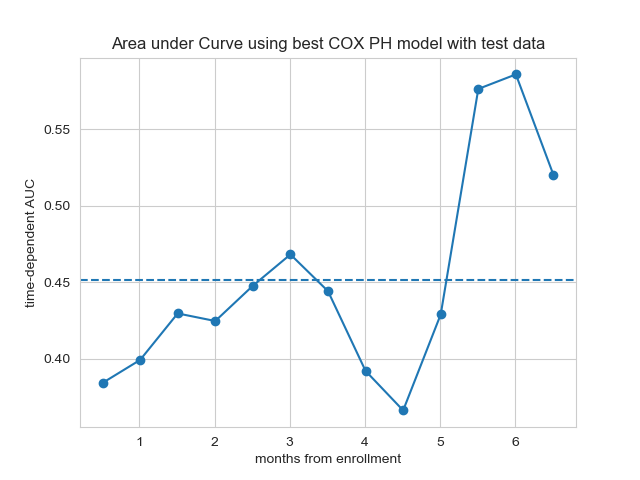 Area under Curve using best COX PH model with test data
time-dependent AUC
0.55
0.50
0.45
0.40
1 2 3 4 5 6
months from enrollment